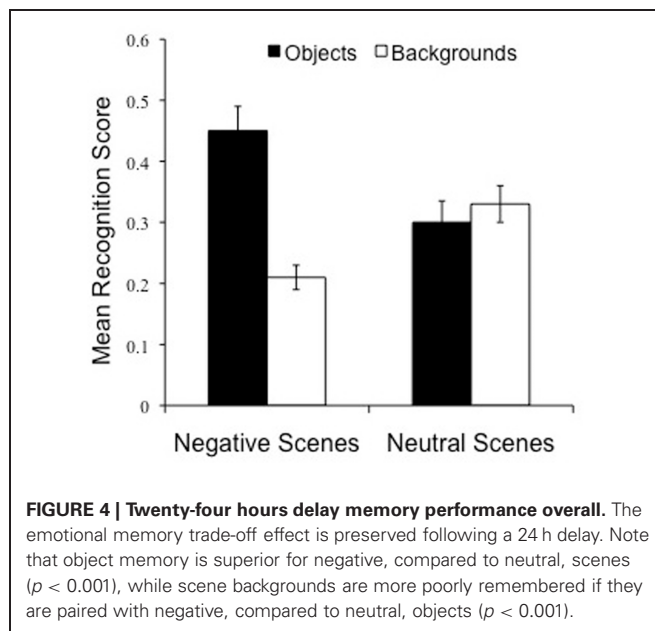 0.6
Objects Backgrounds
0.5
0.4
0.3
0.2
0.1
0
Mean Recognition Score
Negative Scenes Neutral Scenes
FIGURE 4 | Twenty-four hours delay memory performance overall. The
emotional memory trade-off effect is preserved following a 24 h delay. Note
that object memory is superior for negative, compared to neutral, scenes
(p < 0.001), while scene backgrounds are more poorly remembered if they
are paired with negative, compared to neutral, objects (p < 0.001).